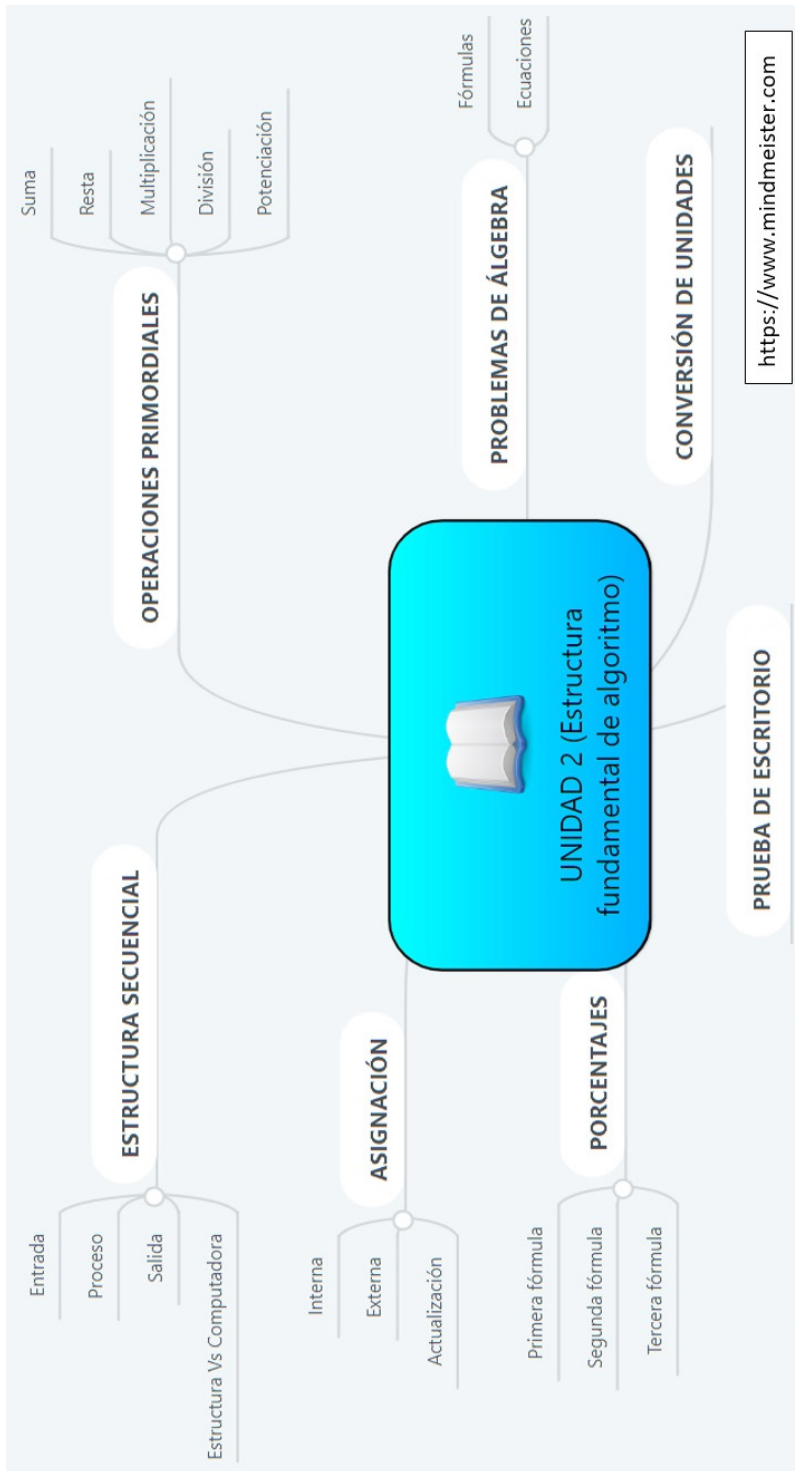 Entrada
Proceso
Salida
Estructura Vs Computadora
ESTRUCTURA SECUENCIAL
Interna
Externa
Actualización
ASIGNACIÓN
Primera fórmula
Segunda fórmula
Tercera fórmula
PORCENTAJES
UNIDAD 2 (Estructura
fundamental de algoritmo)
PRUEBA DE ESCRITORIO
OPERACIONES PRIMORDIALES
Suma
Resta
Multiplicación
División
Potenciación
PROBLEMAS DE ÁLGEBRA
Fórmulas
Ecuaciones
CONVERSIÓN DE UNIDADES
https://www.mindmeister.com